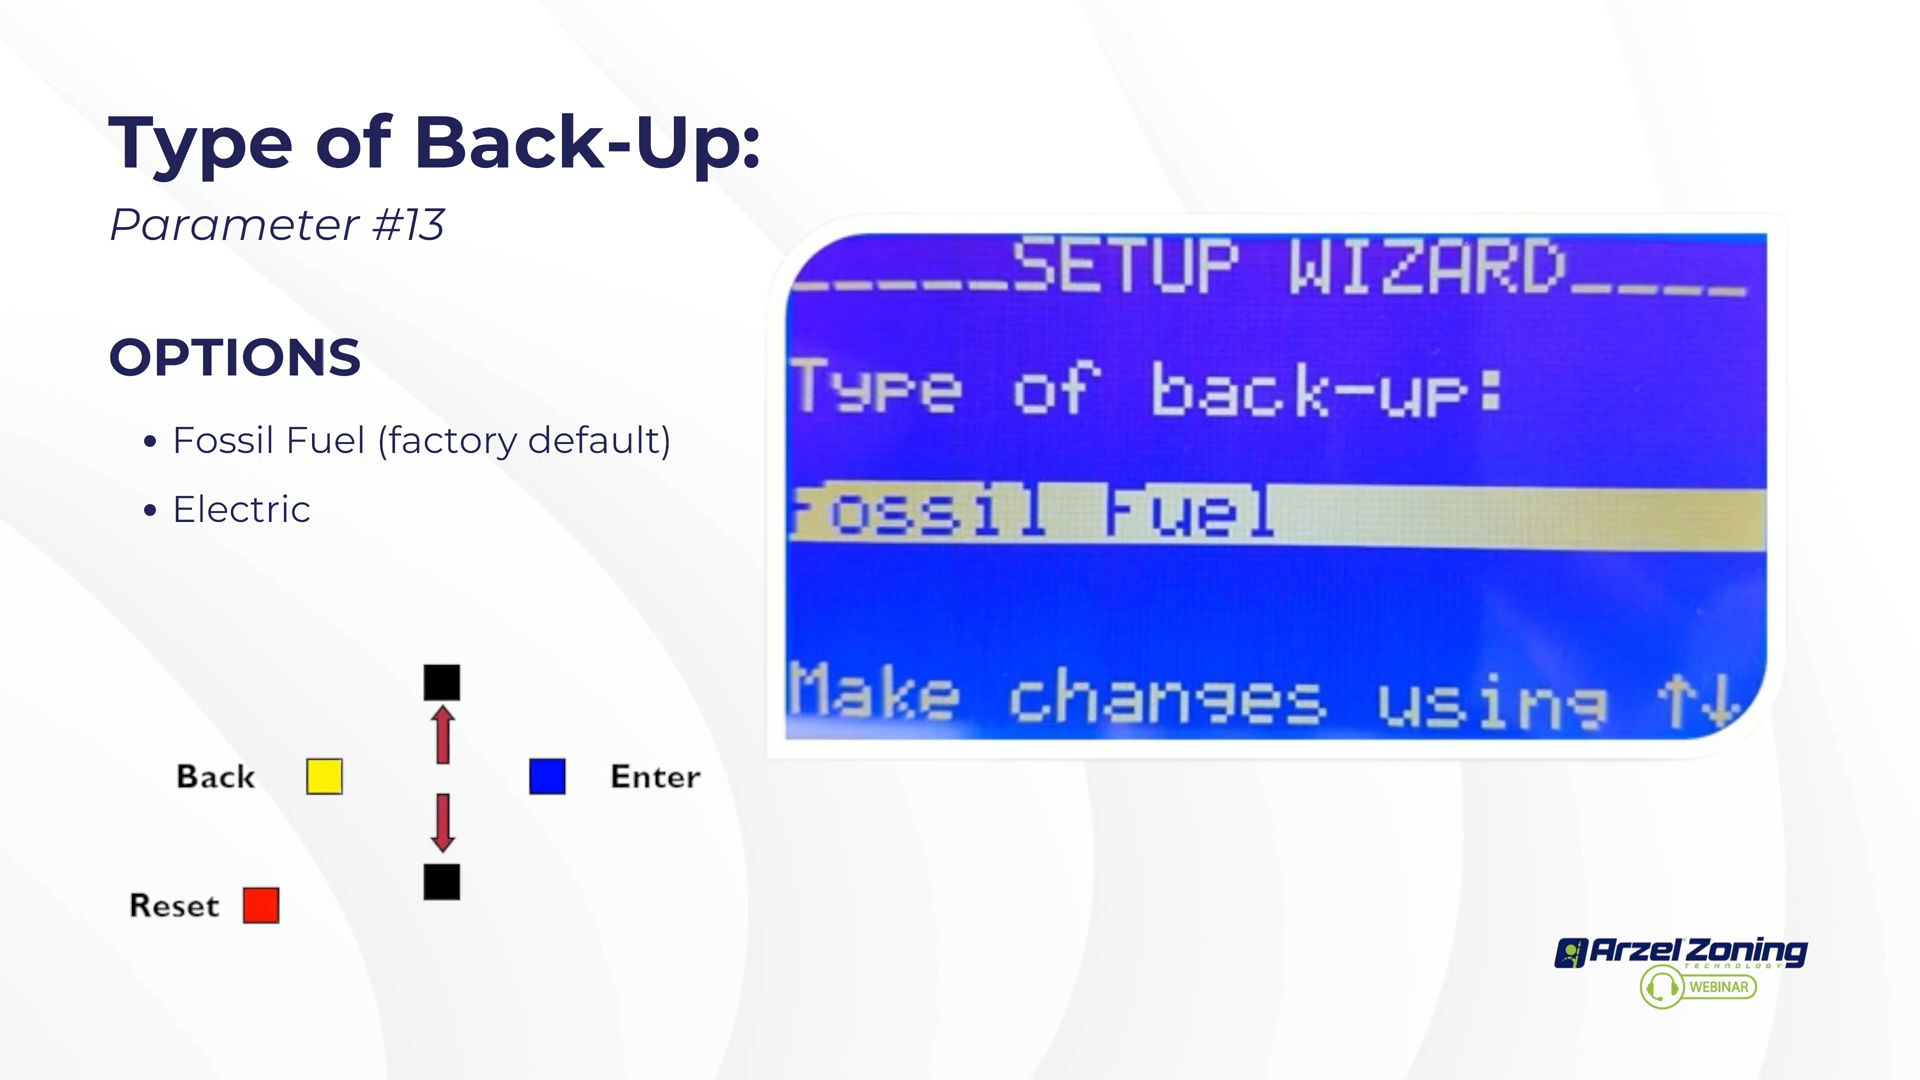 Type of Back-Up:
Parameter #13
OPTIONS
• Fossil Fuel (factory default)
• Electric
Back
Enter
Reset
_____SETUP WIZARD____
Type of back-up:
Fossil Fuel
Make changes using ↑↓
Arzel Zoning
TECHNOLOGY
WEBINAR